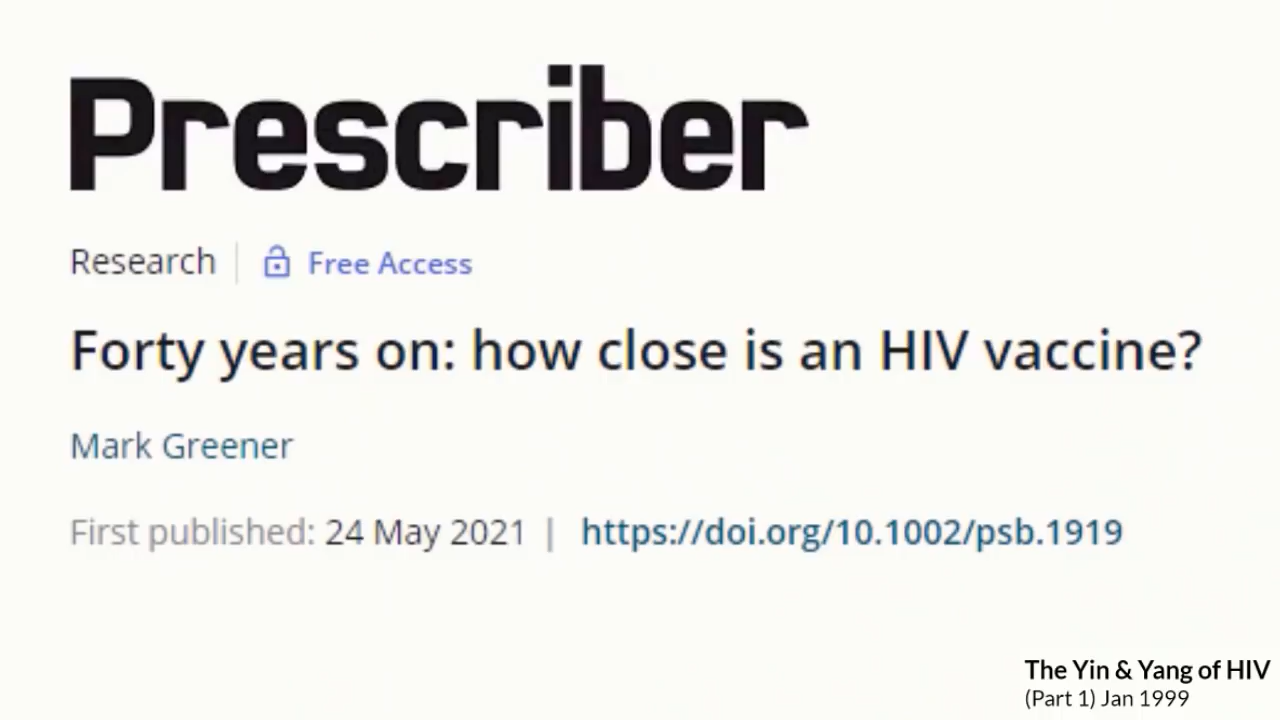 Prescriber
Research | Free Access
Forty years on: how close is an HIV vaccine?
Mark Greener
First published: 24 May 2021 | https://doi.org/10.1002/psb.1919
The Yin & Yang of HIV
(Part 1) Jan 1999